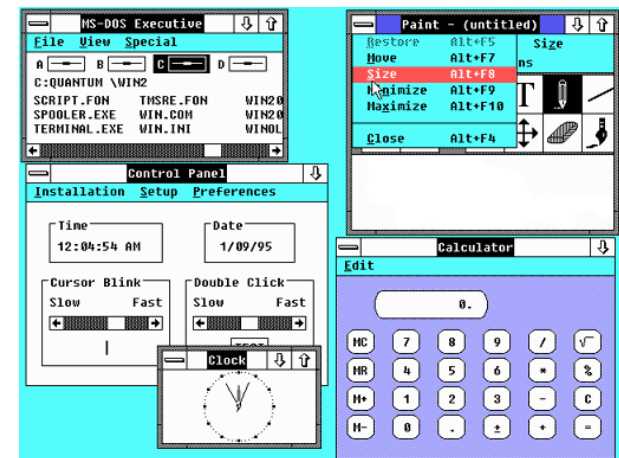 MS-DOS Executive
File View Special
A B C D
C:QUANTUM \WIN2
SCRIPT.FON TMSRE.FON WIN20
SPOOLER.EXE WIN.COM WIN20
TERMINAL.EXE WIN.INI WINOL
Paint - (untitled)
Restore Alt+F5
Move Alt+F7
Size Alt+F8
Minimize Alt+F9
Maximize Alt+F10
Close Alt+F4
Size
ns
T
Control Panel
Installation Setup Preferences
Time
12:04:54 AM
Date
1/09/95
Cursor Blink
Slow Fast
Double Click
Slow Fast
Clock
Calculator
Edit
0.
MC 7 8 9 / √
MR 4 5 6 * %
M+ 1 2 3 - C
M- 0 . ± + =